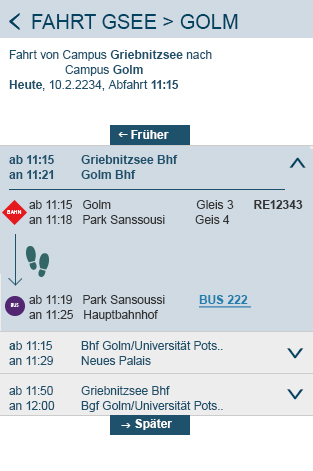 < FAHRT GSEE > GOLM
Fahrt von Campus Griebnitzsee nach
Campus Golm
Heute, 10.2.2234, Abfahrt 11:15
← Früher
ab 11:15 Griebnitzsee Bhf
an 11:21 Golm Bhf
BAHN ab 11:15 Golm Gleis 3 RE12343
an 11:18 Park Sanssousi Geis 4
BUS ab 11:19 Park Sansoussi BUS 222
an 11:25 Hauptbahnhof
ab 11:15 Bhf Golm/Universität Pots..
an 11:29 Neues Palais
ab 11:50 Griebnitzsee Bhf
an 12:00 Bgf Golm/Universität Pots..
→ Später